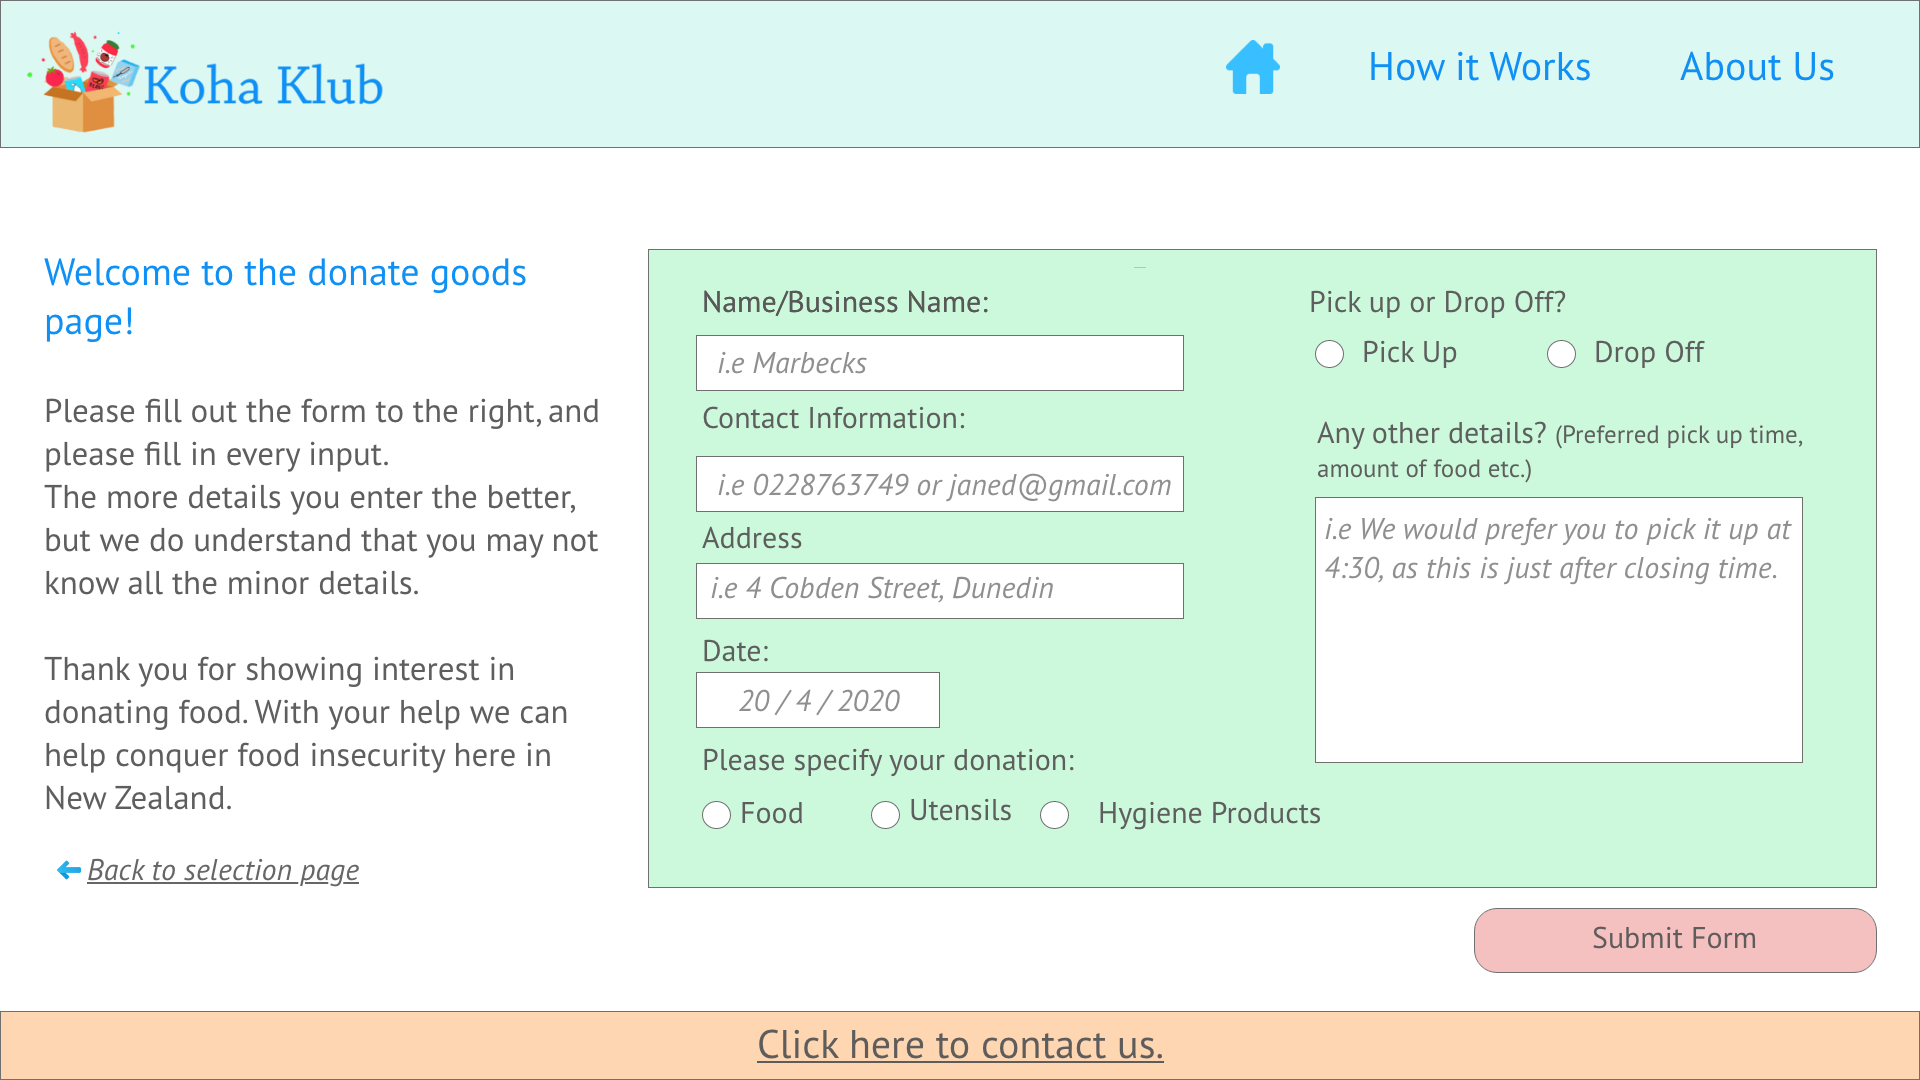 Koha Klub
How it Works
About Us
Welcome to the donate goods
page!
Please fill out the form to the right, and
please fill in every input.
The more details you enter the better,
but we do understand that you may not
know all the minor details.
Thank you for showing interest in
donating food. With your help we can
help conquer food insecurity here in
New Zealand.
Back to selection page
Name/Business Name:
i.e Marbecks
Contact Information:
i.e 0228763749 or janed@gmail.com
Address
i.e 4 Cobden Street, Dunedin
Date:
20 / 4 / 2020
Please specify your donation:
Food
Utensils
Hygiene Products
Pick up or Drop Off?
Pick Up
Drop Off
Any other details? (Preferred pick up time,
amount of food etc.)
i.e We would prefer you to pick it up at
4:30, as this is just after closing time.
Submit Form
Click here to contact us.